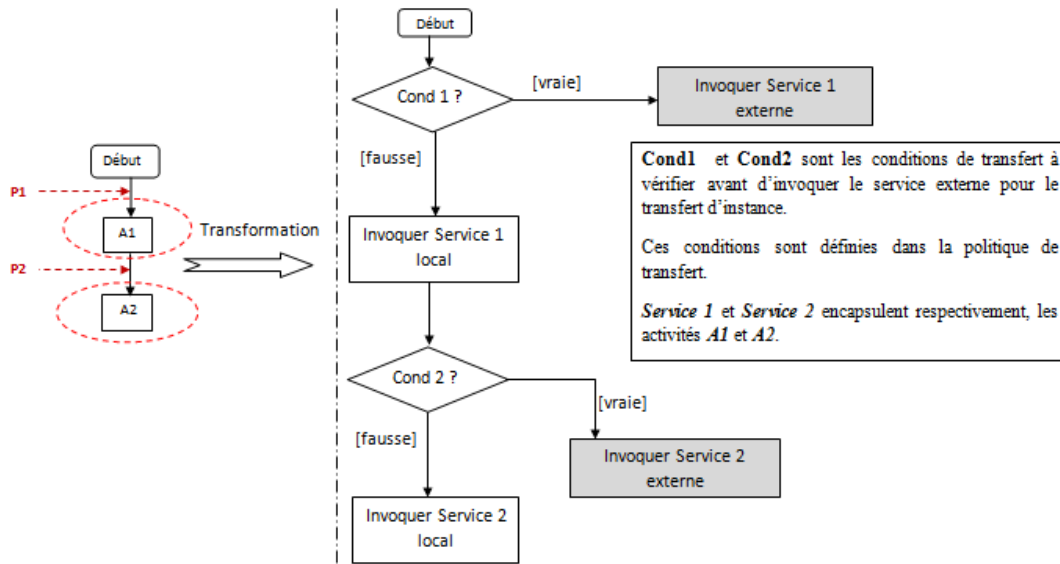 Début
P1
A1
P2
A2
Transformation
Début
Cond 1 ?
[vraie]
Invoquer Service 1
externe
[fausse]
Invoquer Service 1
local
Cond 2 ?
[vraie]
Invoquer Service 2
externe
[fausse]
Invoquer Service 2
local
Cond1 et Cond2 sont les conditions de transfert à
vérifier avant d'invoquer le service externe pour le
transfert d'instance.
Ces conditions sont définies dans la politique de
transfert.
Service 1 et Service 2 encapsulent respectivement, les
activités A1 et A2.